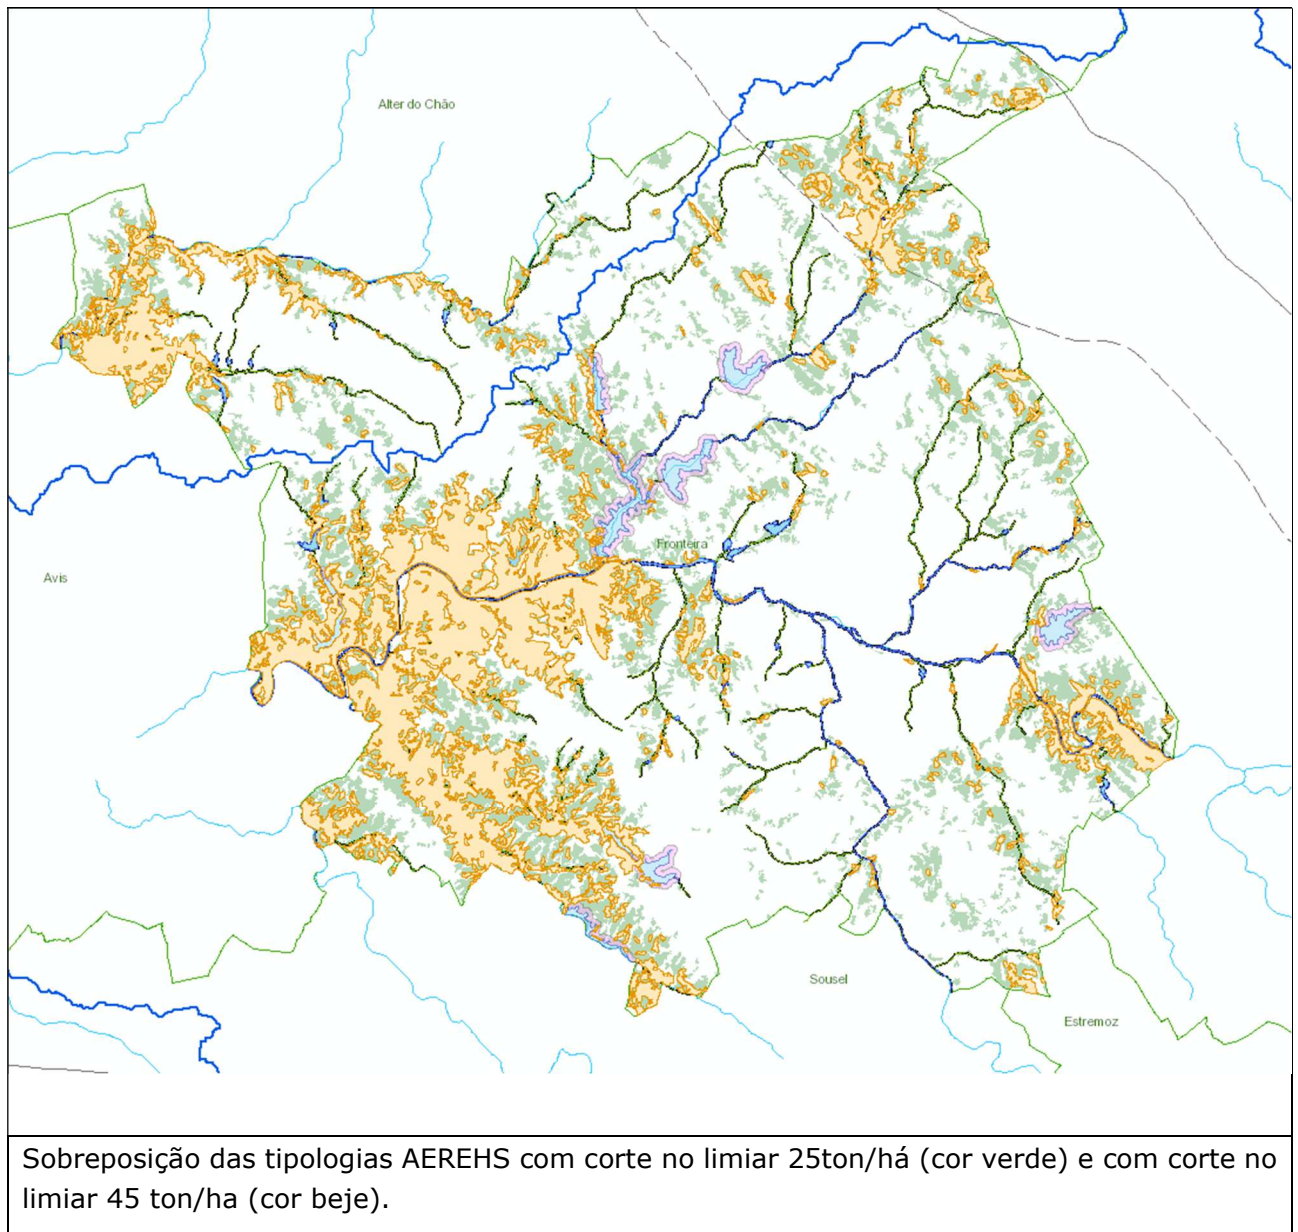 Alter do Chão
Fronteira
Avis
Sousel
Estremoz
Sobreposição das tipologias AEREHS com corte no limiar 25ton/há (cor verde) e com corte no
limiar 45 ton/ha (cor beje).